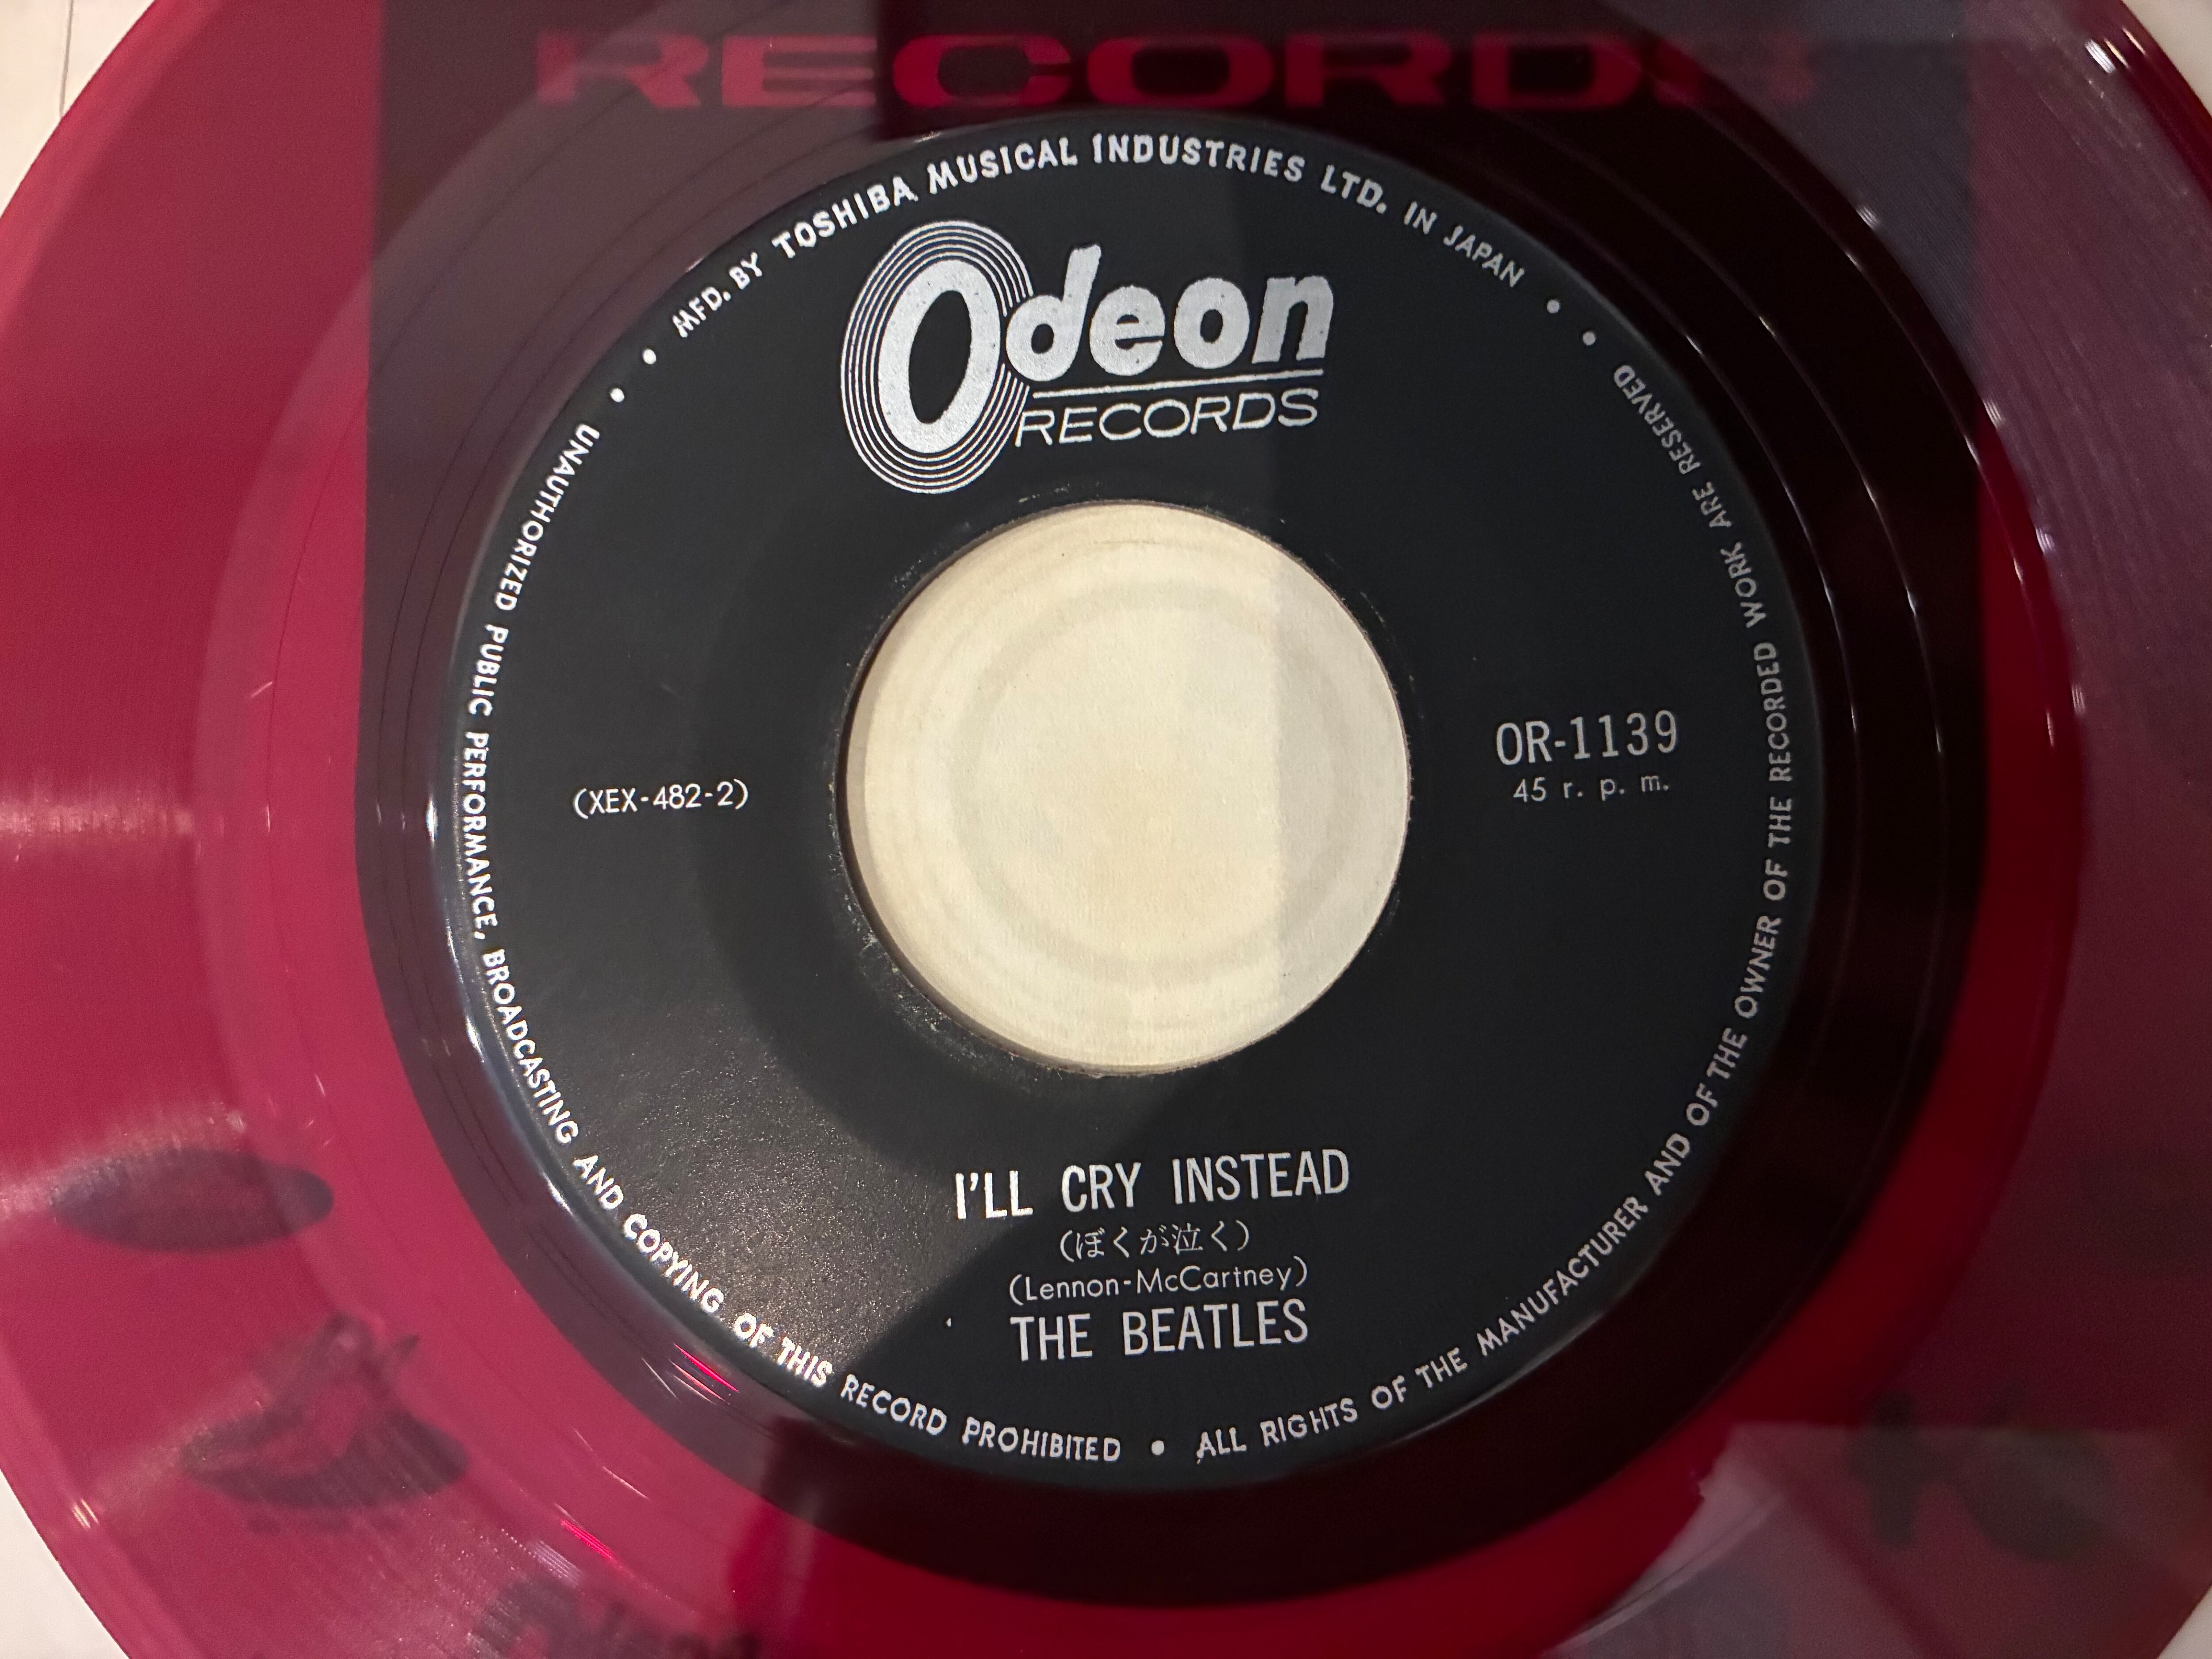 RECORDS
• MFD. BY TOSHIBA MUSICAL INDUSTRIES LTD. IN JAPAN •
Odeon
RECORDS
OR-1139
(XEX-482-2)
45 r. p. m.
I'LL CRY INSTEAD
(ぼくが泣く)
(Lennon-McCartney)
THE BEATLES
• UNAUTHORIZED PUBLIC PERFORMANCE, BROADCASTING AND COPYING OF THIS RECORD PROHIBITED • ALL RIGHTS OF THE MANUFACTURER AND OF THE OWNER OF THE RECORDED WORK ARE RESERVED •